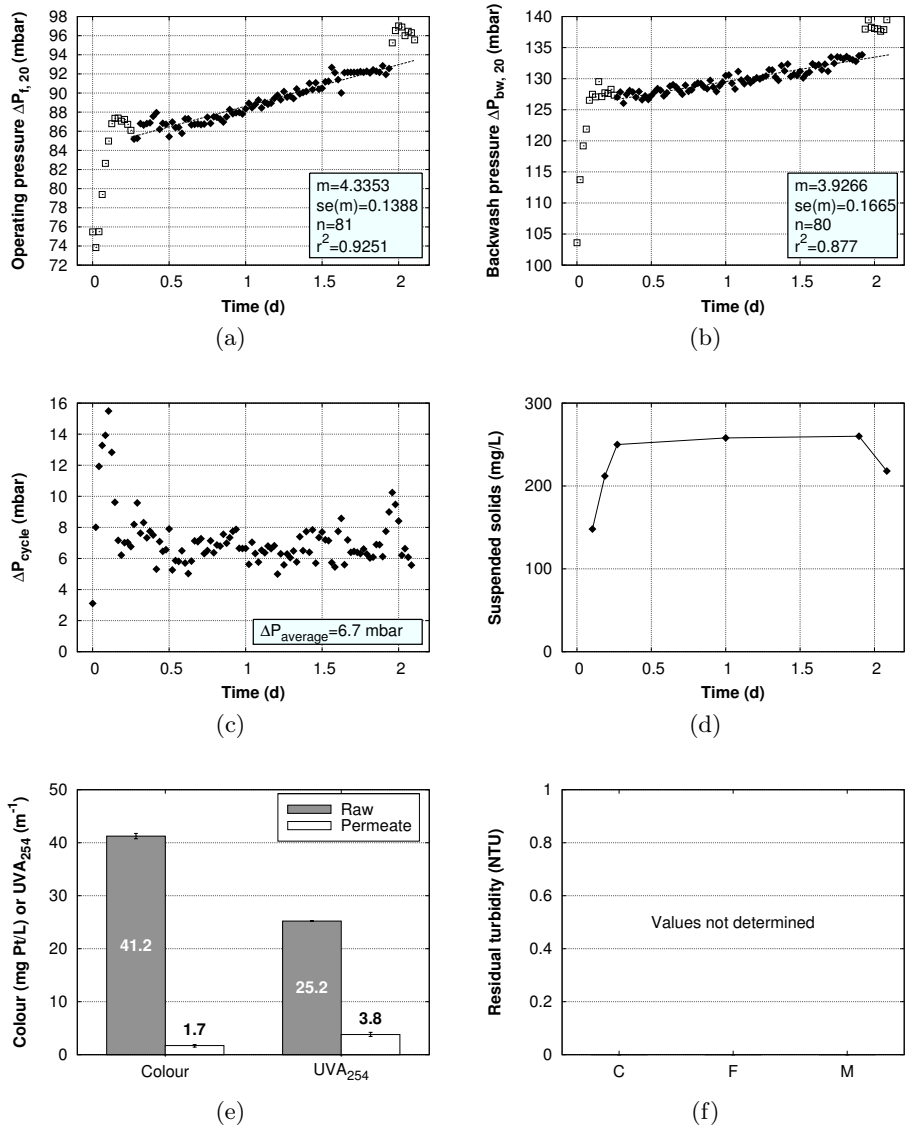 Operating pressure ΔP_f, 20 (mbar)
98
96
94
92
90
88
86
84
82
80
78
76
74
72
0
0.5
1
1.5
2
Time (d)
m=4.3353
se(m)=0.1388
n=81
r²=0.9251
(a)
Backwash pressure ΔP_bw, 20 (mbar)
140
135
130
125
120
115
110
105
100
0
0.5
1
1.5
2
Time (d)
m=3.9266
se(m)=0.1665
n=80
r²=0.877
(b)
ΔP_cycle (mbar)
16
14
12
10
8
6
4
2
0
0
0.5
1
1.5
2
Time (d)
ΔP_average=6.7 mbar
(c)
Suspended solids (mg/L)
300
200
100
0
0
0.5
1
1.5
2
Time (d)
(d)
Colour (mg Pt/L) or UVA_254 (m⁻¹)
50
40
30
20
10
0
Raw
Permeate
41.2
1.7
25.2
3.8
Colour
UVA_254
(e)
Residual turbidity (NTU)
1
0.8
0.6
0.4
0.2
0
Values not determined
C
F
M
(f)